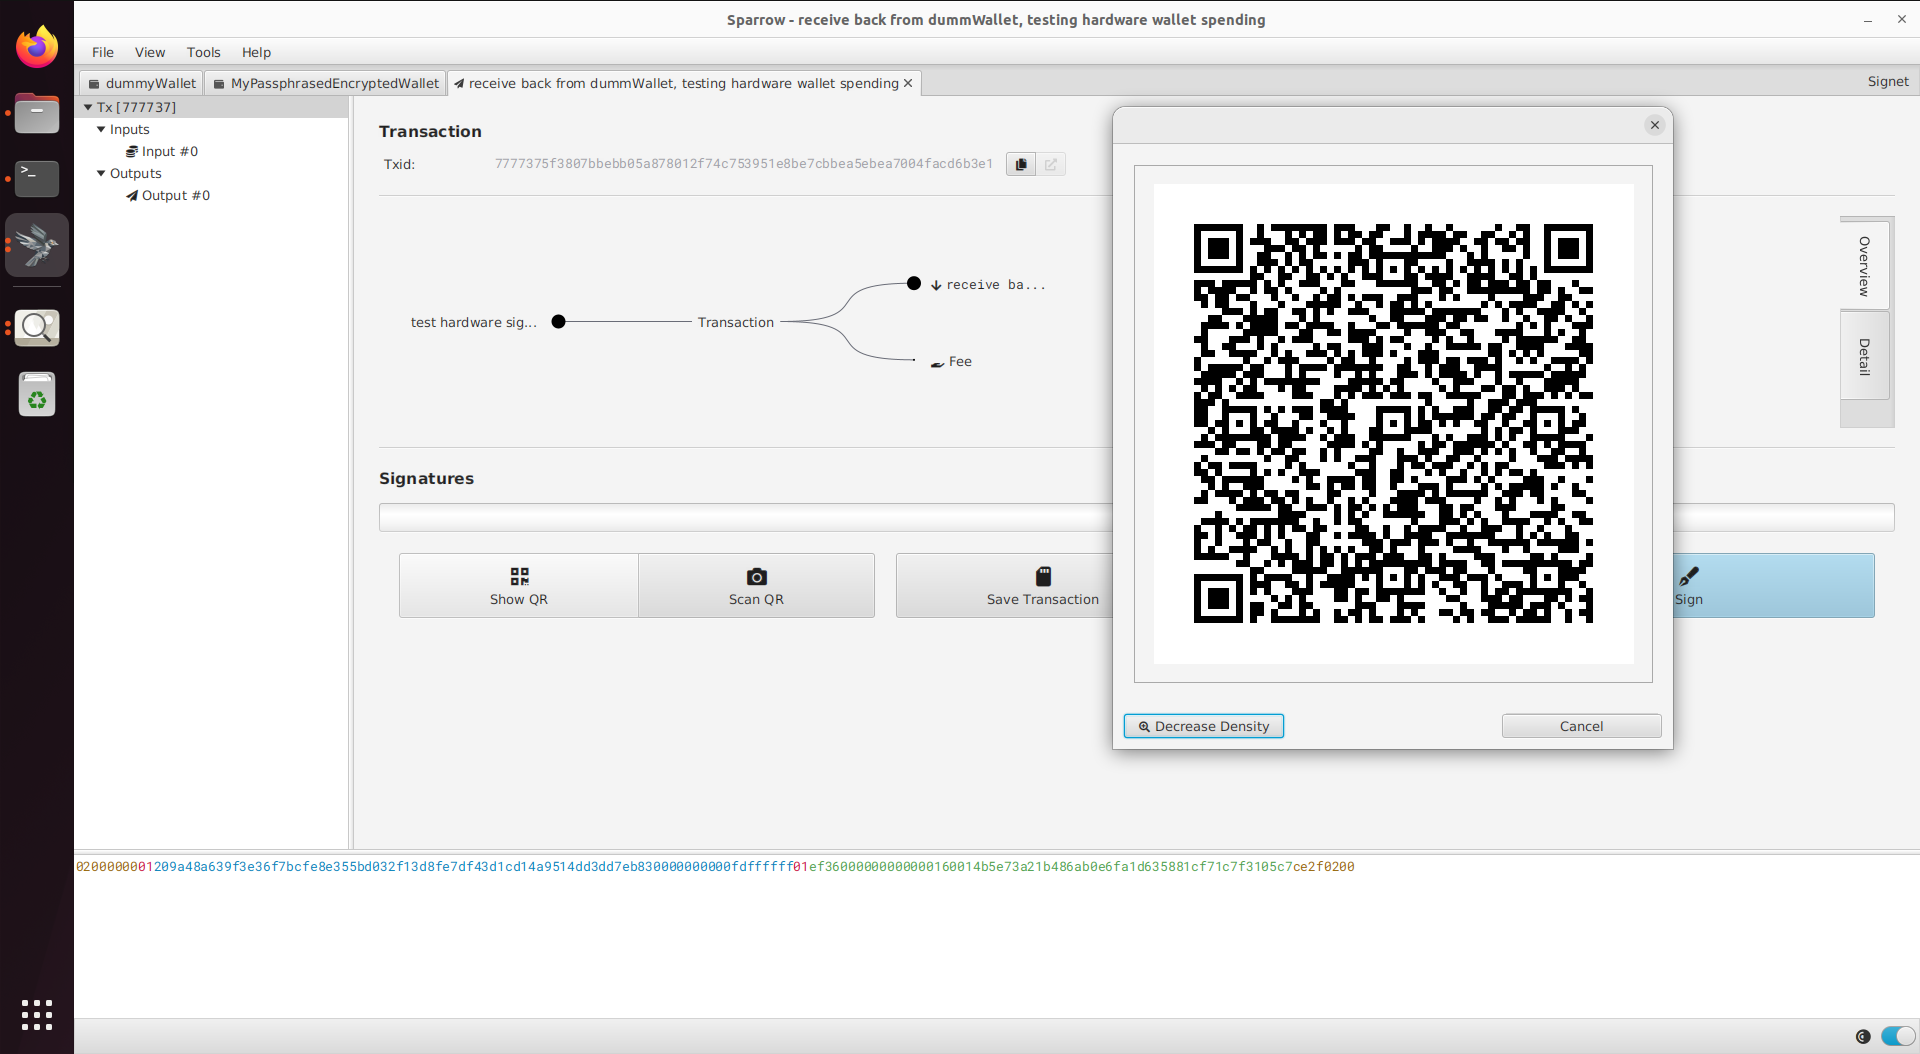 Sparrow - receive back from dummWallet, testing hardware wallet spending
File View Tools Help
dummyWallet MyPassphrasedEncryptedWallet receive back from dummWallet, testing hardware wallet spending
Signet
Tx [777737]
Inputs
Input #0
Outputs
Output #0
Transaction
Txid: 7777375f3807bbebb05a878012f74c753951e8be7cbbea5ebea7004facd6b3e1
test hardware sig...
Transaction
receive ba...
Fee
Overview
Detail
Signatures
Show QR
Scan QR
Save Transaction
Sign
Decrease Density
Cancel
0200000001209a48a639f3e36f7bcfe8e355bd032f13d8fe7df43d1cd14a9514dd3dd7eb830000000000fdffffff01ef36000000000000160014b5e73a21b486ab0e6fa1d635881cf71c7f3105c7ce2f0200